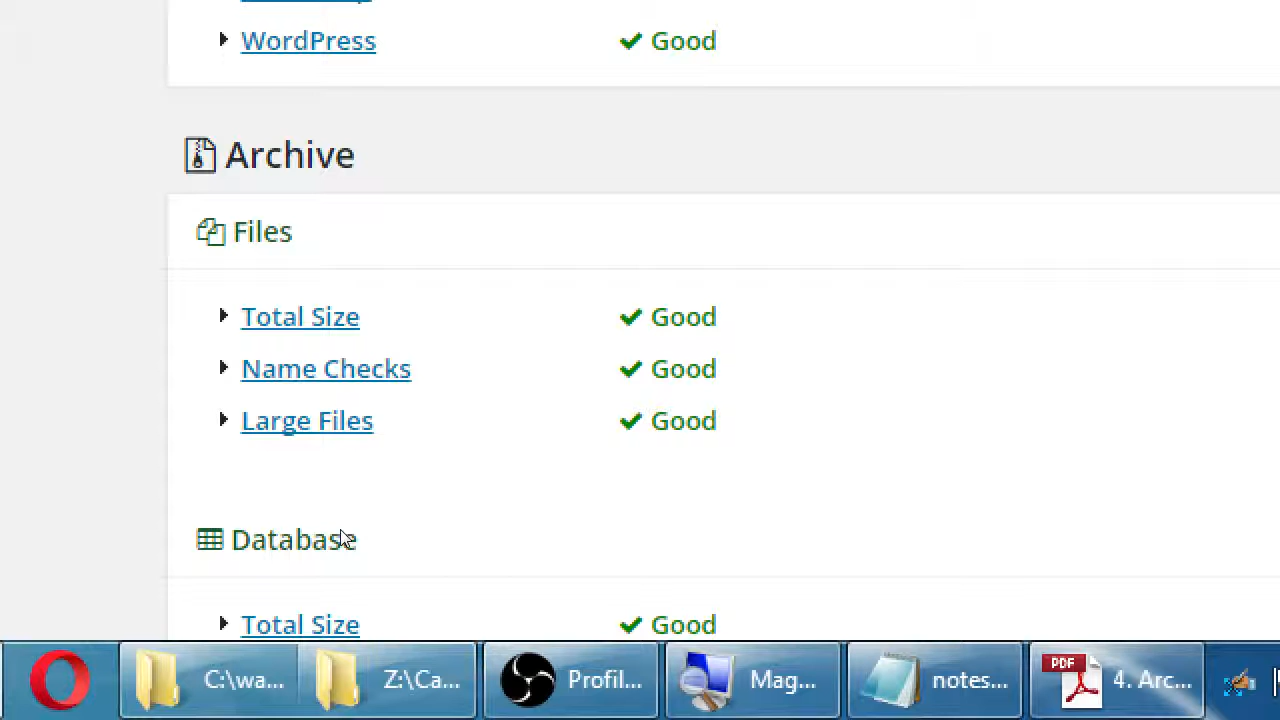 WordPress Good
Archive
Files
Total Size Good
Name Checks Good
Large Files Good
Database
Total Size Good
C:\wa... Z:\Ca... Profil... Mag... notes... PDF 4. Arc...